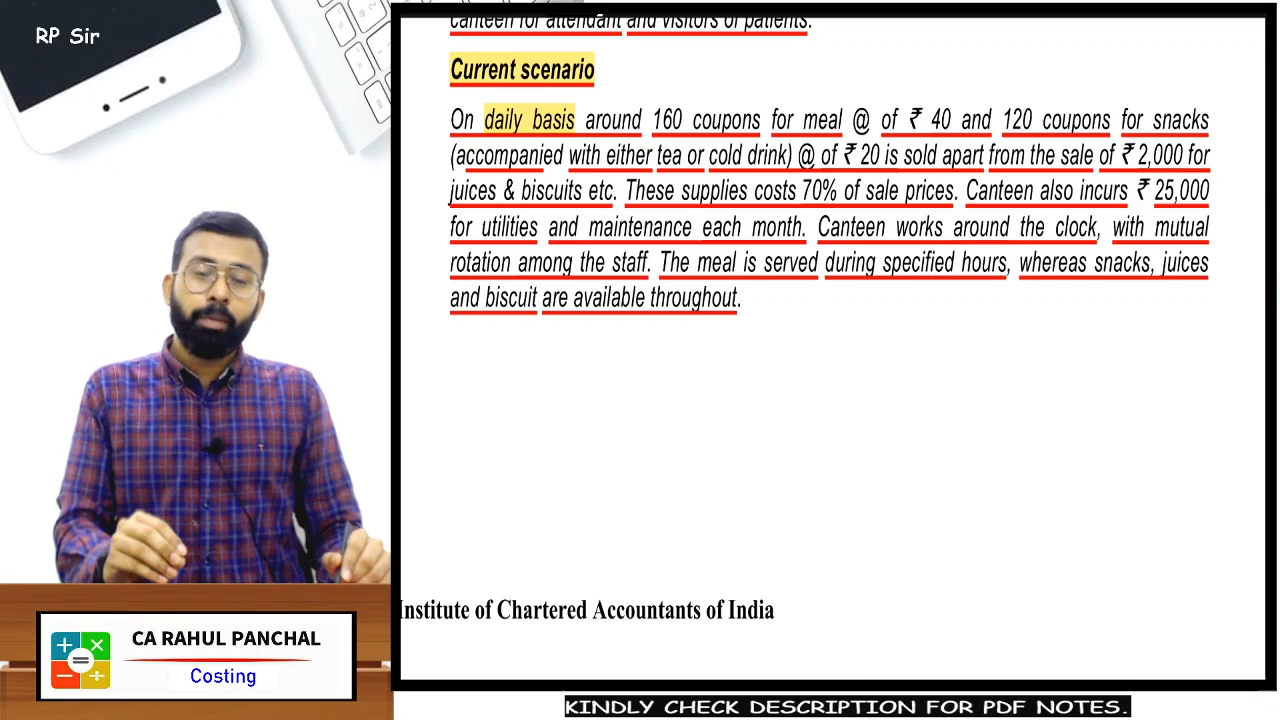 RP Sir
canteen for attendant and visitors of patients.
Current scenario
On daily basis around 160 coupons for meal @ of ₹ 40 and 120 coupons for snacks
(accompanied with either tea or cold drink) @ of ₹ 20 is sold apart from the sale of ₹ 2,000 for
juices & biscuits etc. These supplies costs 70% of sale prices. Canteen also incurs ₹ 25,000
for utilities and maintenance each month. Canteen works around the clock, with mutual
rotation among the staff. The meal is served during specified hours, whereas snacks, juices
and biscuit are available throughout.
Institute of Chartered Accountants of India
CA RAHUL PANCHAL
Costing
KINDLY CHECK DESCRIPTION FOR PDF NOTES.